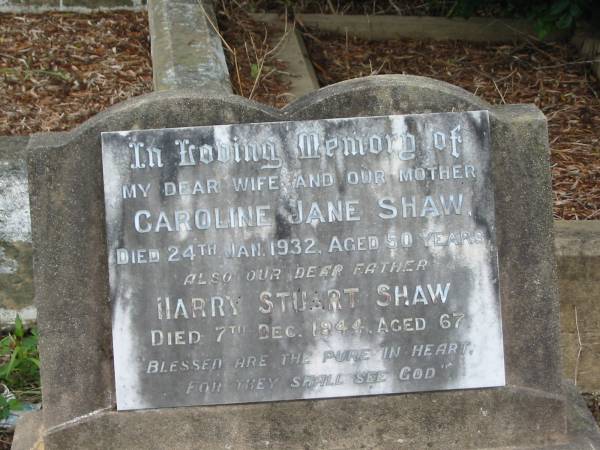 In Loving Memory of
MY DEAR WIFE AND OUR MOTHER
CAROLINE JANE SHAW.
DIED 24TH JAN. 1932, AGED 50 YEARS
ALSO OUR DEAR FATHER
HARRY STUART SHAW
DIED 7TH DEC. 1944, AGED 67
"BLESSED ARE THE PURE IN HEART,
FOR THEY SHALL SEE GOD"